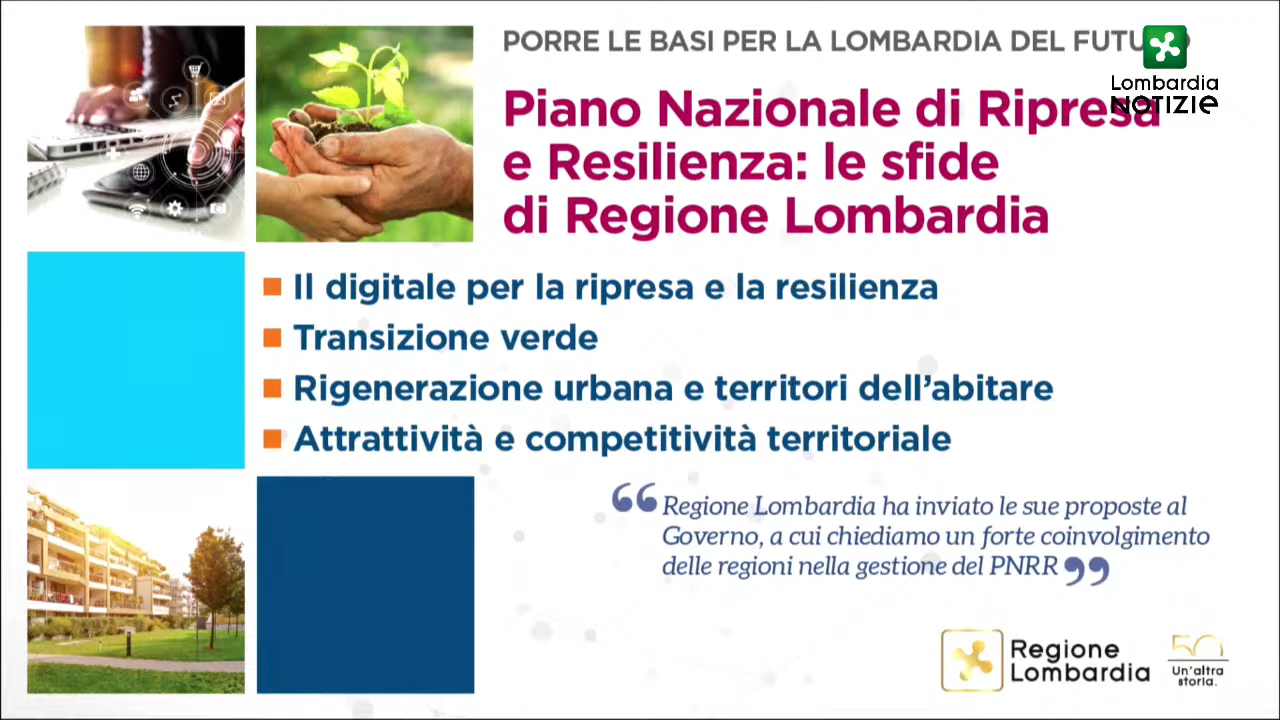 PORRE LE BASI PER LA LOMBARDIA DEL FUTURO
Lombardia
NOTIZIE
Piano Nazionale di Ripresa
e Resilienza: le sfide
di Regione Lombardia
Il digitale per la ripresa e la resilienza
Transizione verde
Rigenerazione urbana e territori dell’abitare
Attrattività e competitività territoriale
“Regione Lombardia ha inviato le sue proposte al
Governo, a cui chiediamo un forte coinvolgimento
delle regioni nella gestione del PNRR”
Regione
Lombardia
50
Un’altra
storia.